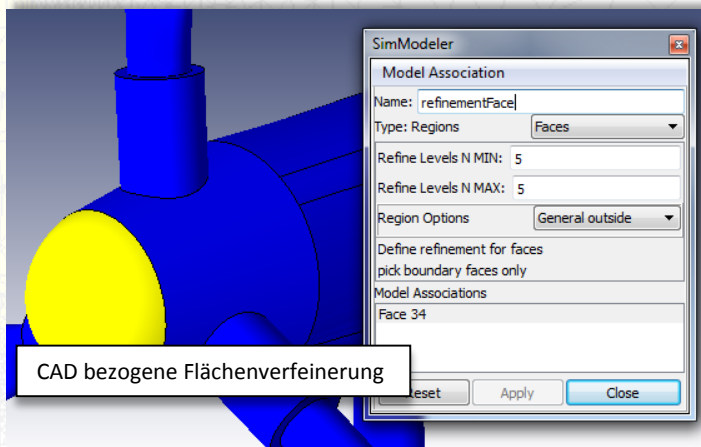 SimModeler
Model Association
Name: refinementFace
Type: Regions Faces
Refine Levels N MIN: 5
Refine Levels N MAX: 5
Region Options General outside
Define refinement for faces
pick boundary faces only
Model Associations
Face 34
CAD bezogene Flächenverfeinerung
eset Apply Close